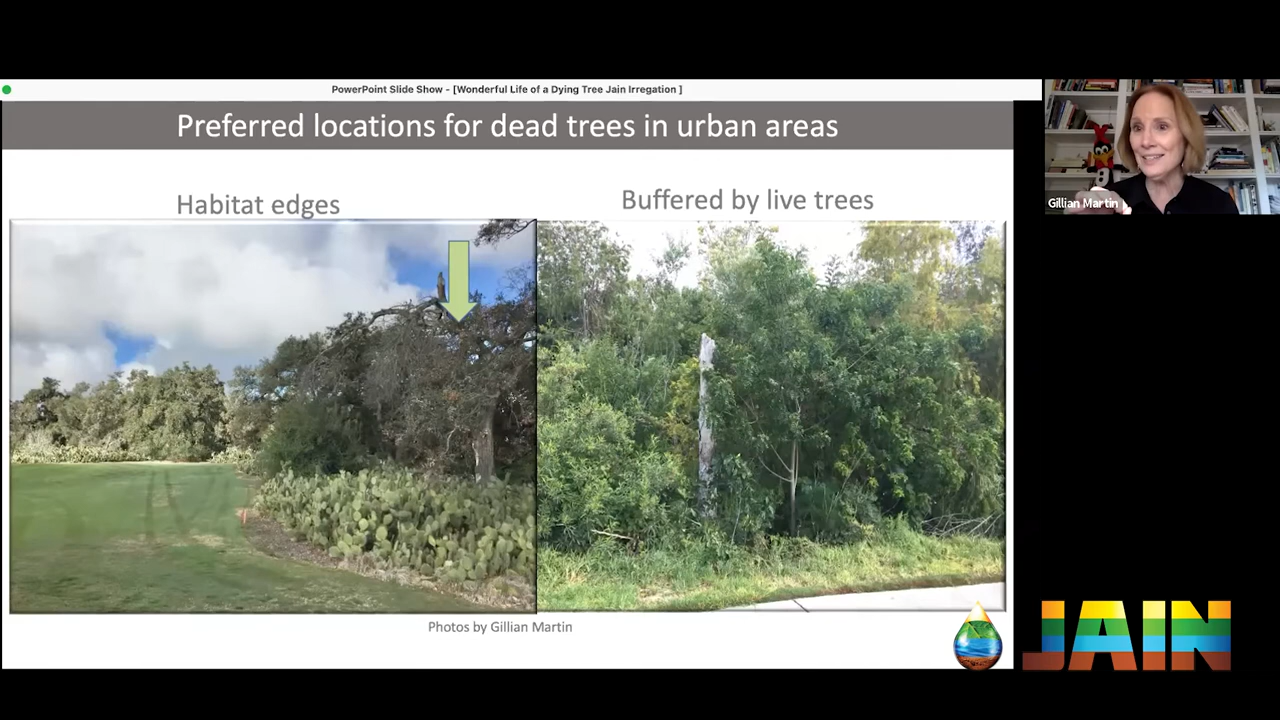 PowerPoint Slide Show - [Wonderful Life of a Dying Tree Jain Irregation ]
Preferred locations for dead trees in urban areas
Habitat edges
Buffered by live trees
Photos by Gillian Martin
Gillian Martin
JAIN